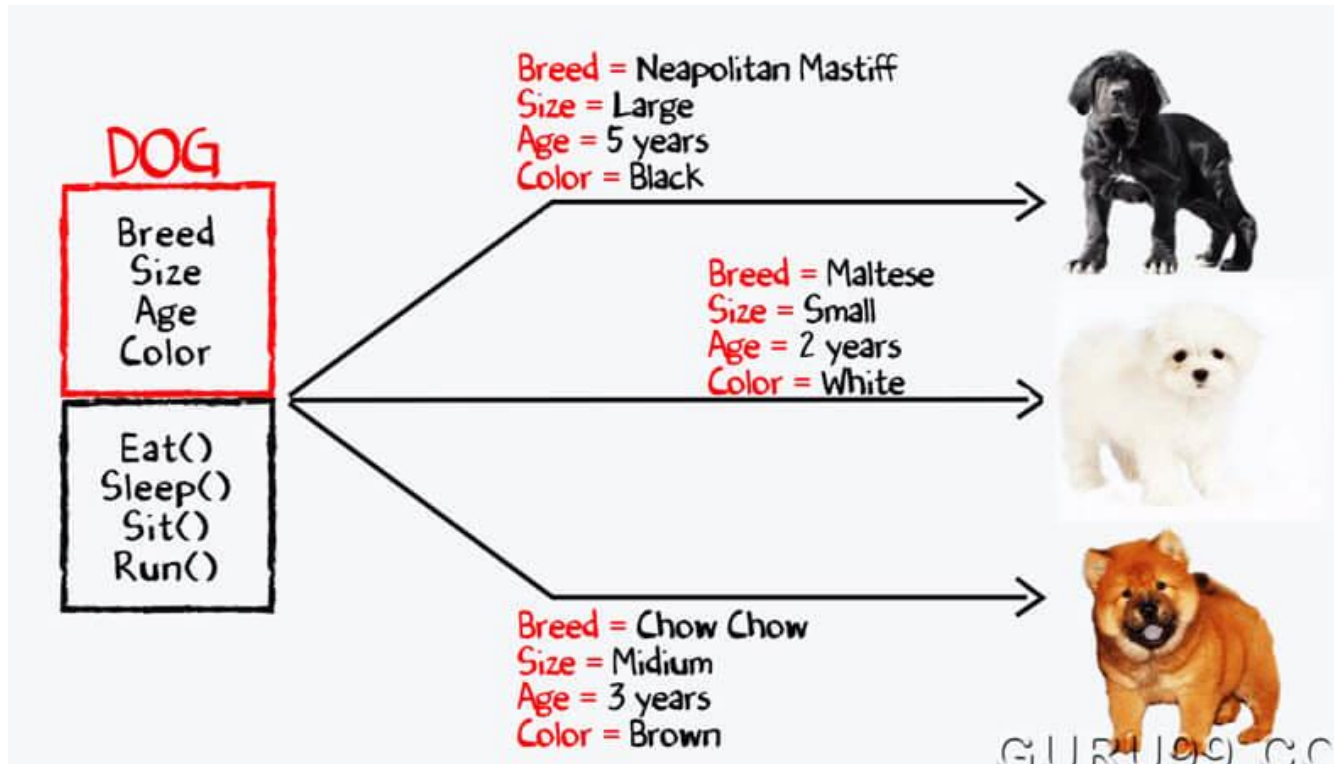 DOG
Breed
Size
Age
Color
Eat()
Sleep()
Sit()
Run()
Breed = Neapolitan Mastiff
Size = Large
Age = 5 years
Color = Black
Breed = Maltese
Size = Small
Age = 2 years
Color = White
Breed = Chow Chow
Size = Midium
Age = 3 years
Color = Brown
GURU99.CO